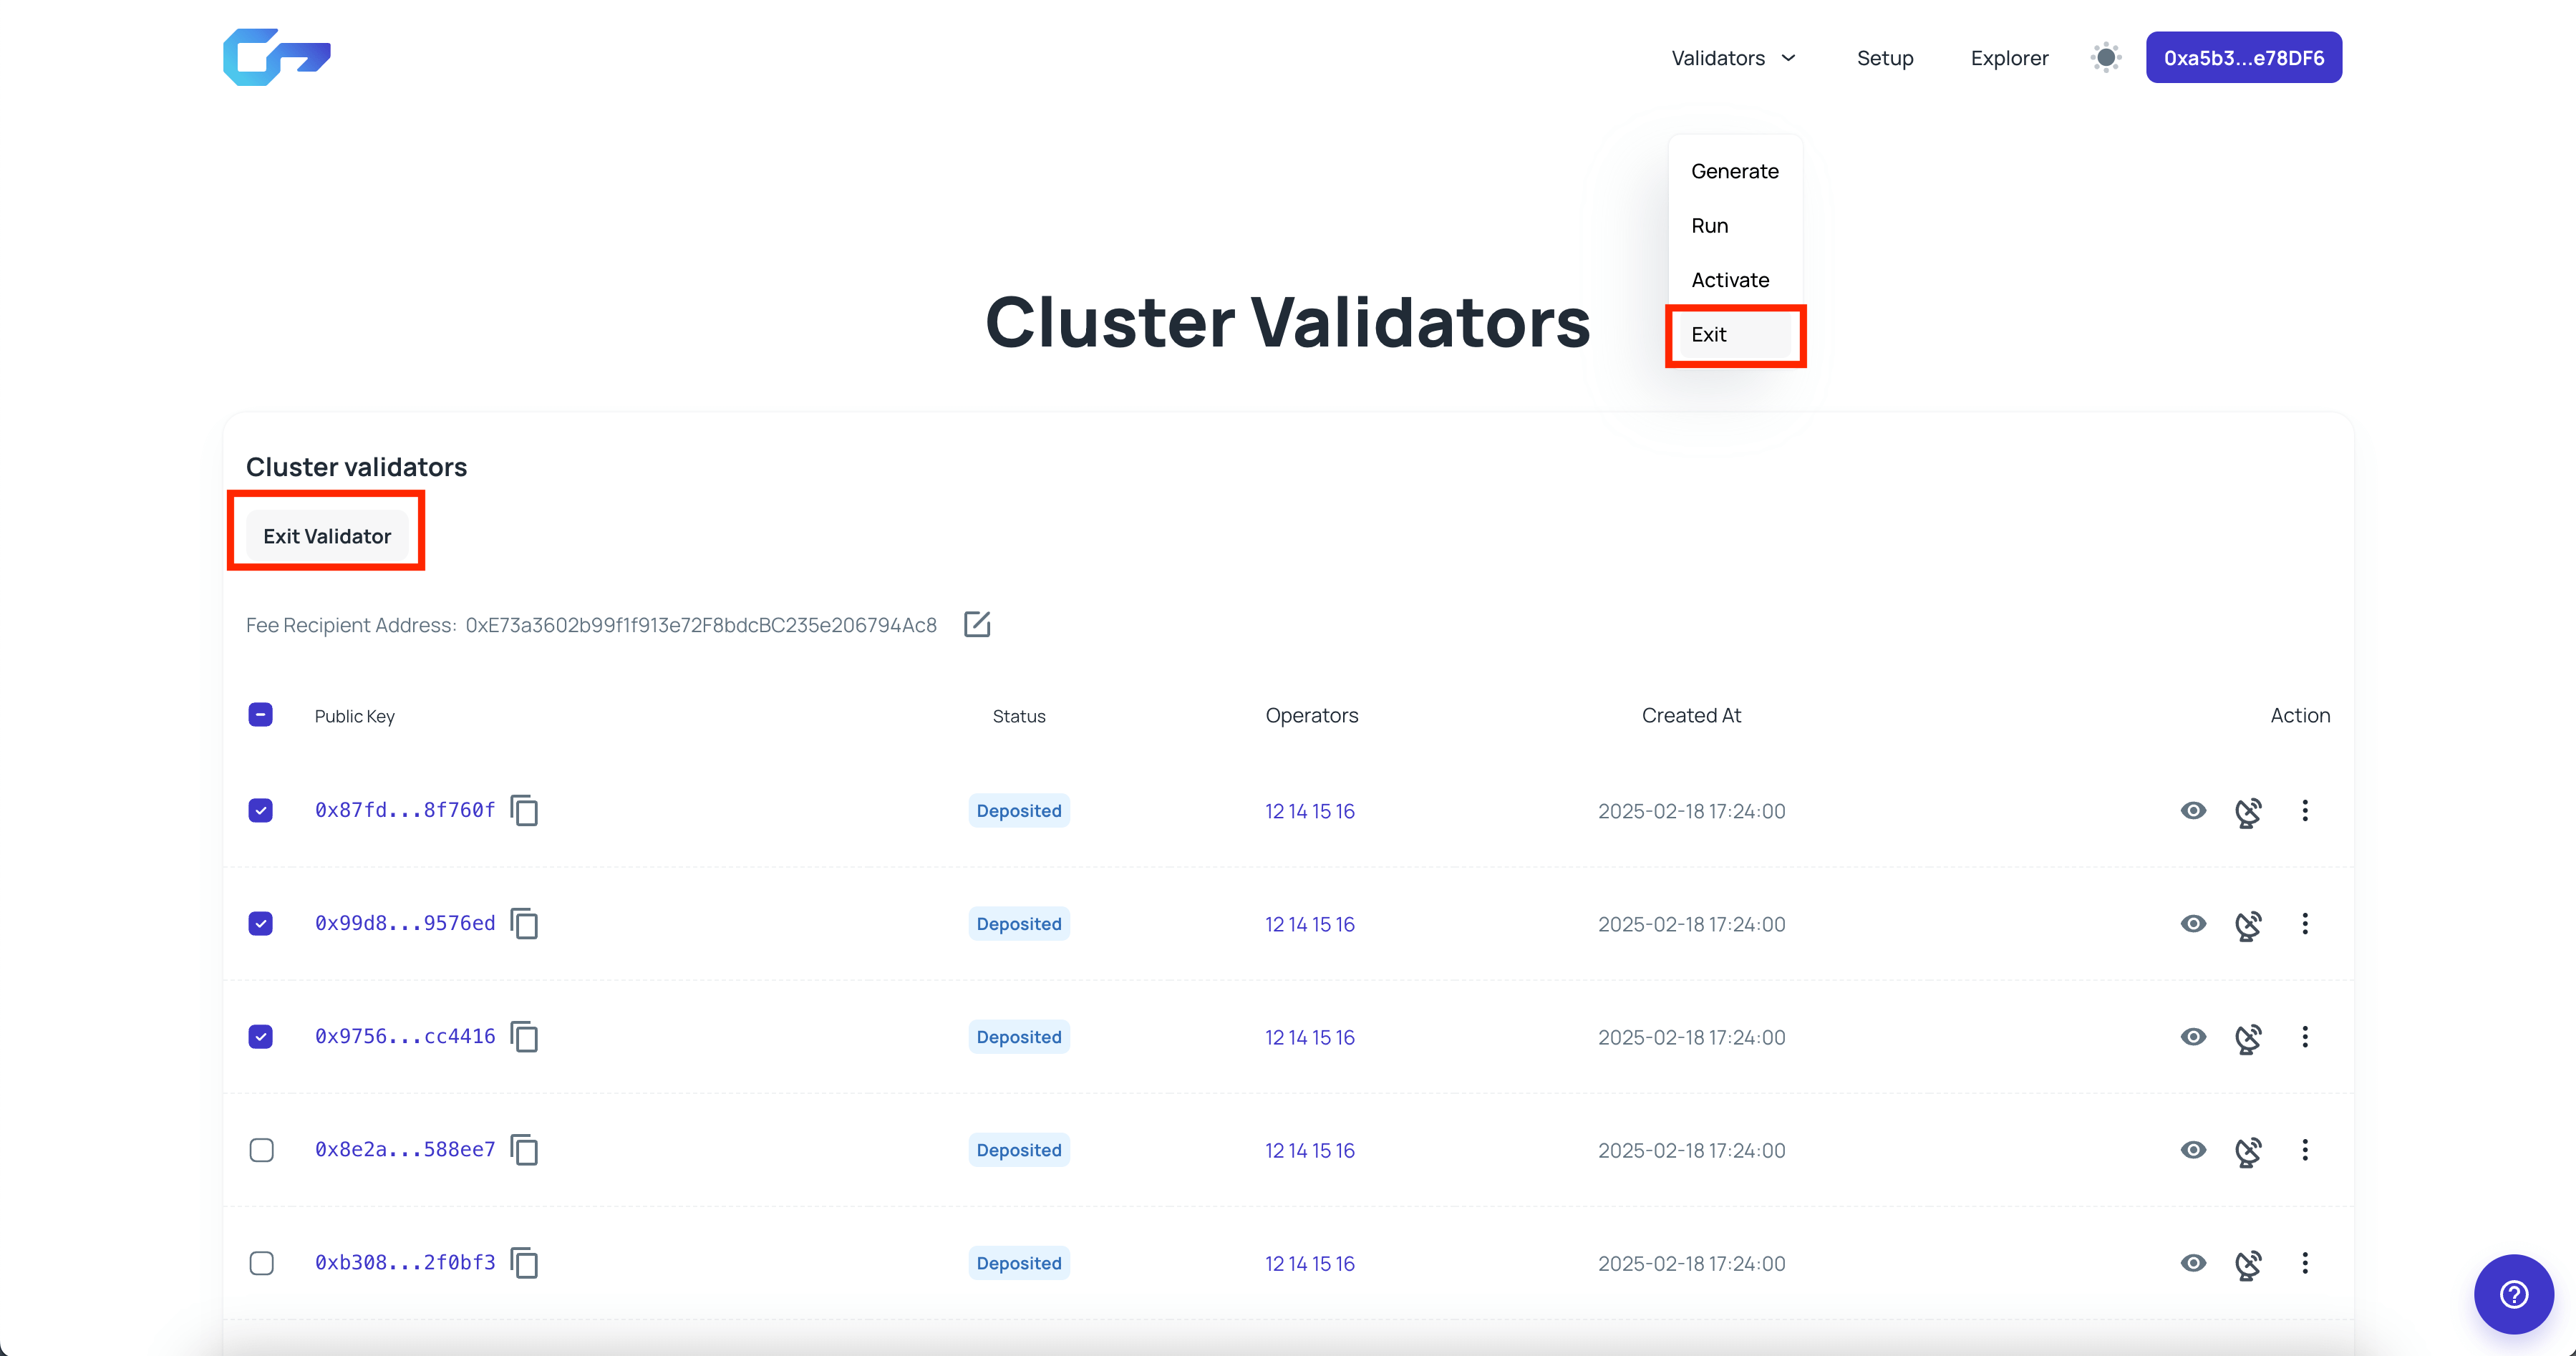 Validators
Setup
Explorer
0xa5b3...e78DF6
Generate
Run
Activate
Exit
Cluster Validators
Cluster validators
Exit Validator
Fee Recipient Address: 0xE73a3602b99f1f913e72F8bdcBC235e206794Ac8
Public Key Status Operators Created At Action
0x87fd...8f760f Deposited 12 14 15 16 2025-02-18 17:24:00
0x99d8...9576ed Deposited 12 14 15 16 2025-02-18 17:24:00
0x9756...cc4416 Deposited 12 14 15 16 2025-02-18 17:24:00
0x8e2a...588ee7 Deposited 12 14 15 16 2025-02-18 17:24:00
0xb308...2f0bf3 Deposited 12 14 15 16 2025-02-18 17:24:00